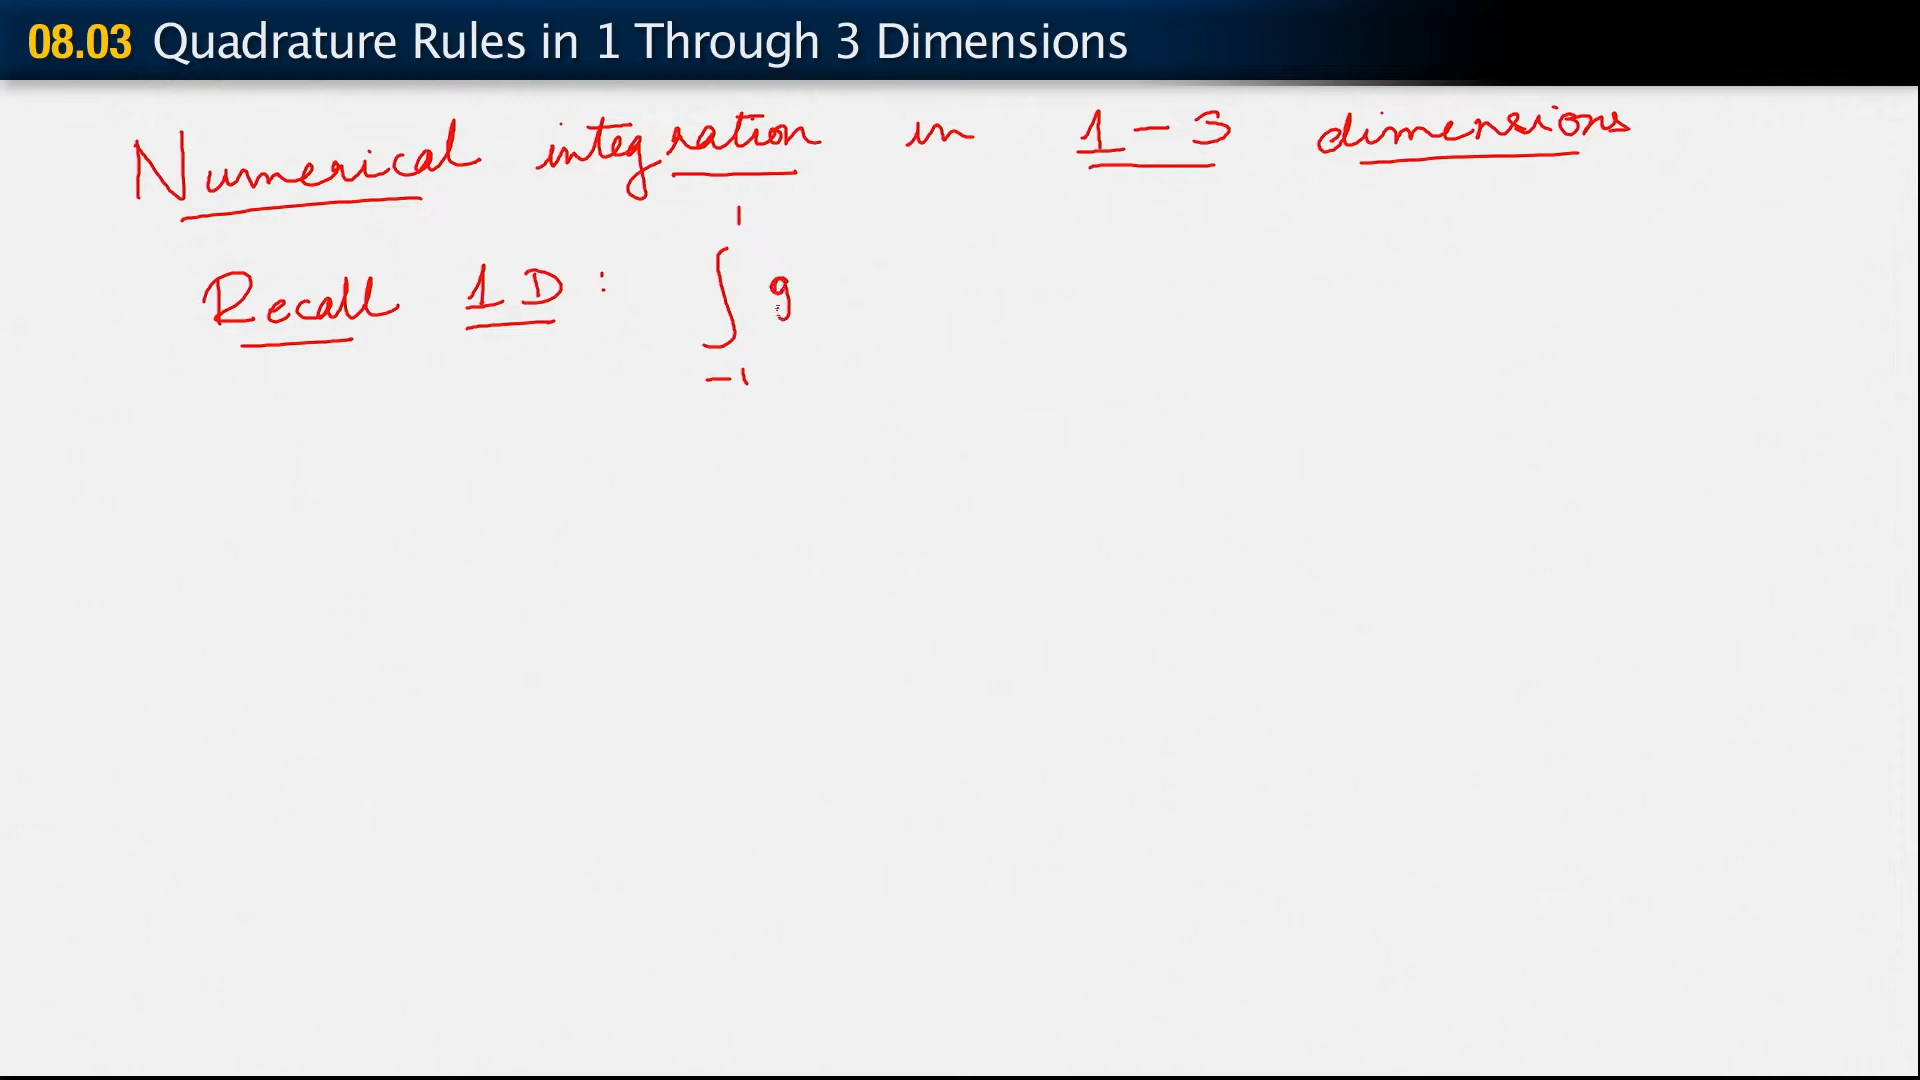 08.03 Quadrature Rules in 1 Through 3 Dimensions
Numerical integration in 1 - 3 dimensions
Recall 1D : ∫_{-1}^{1} g